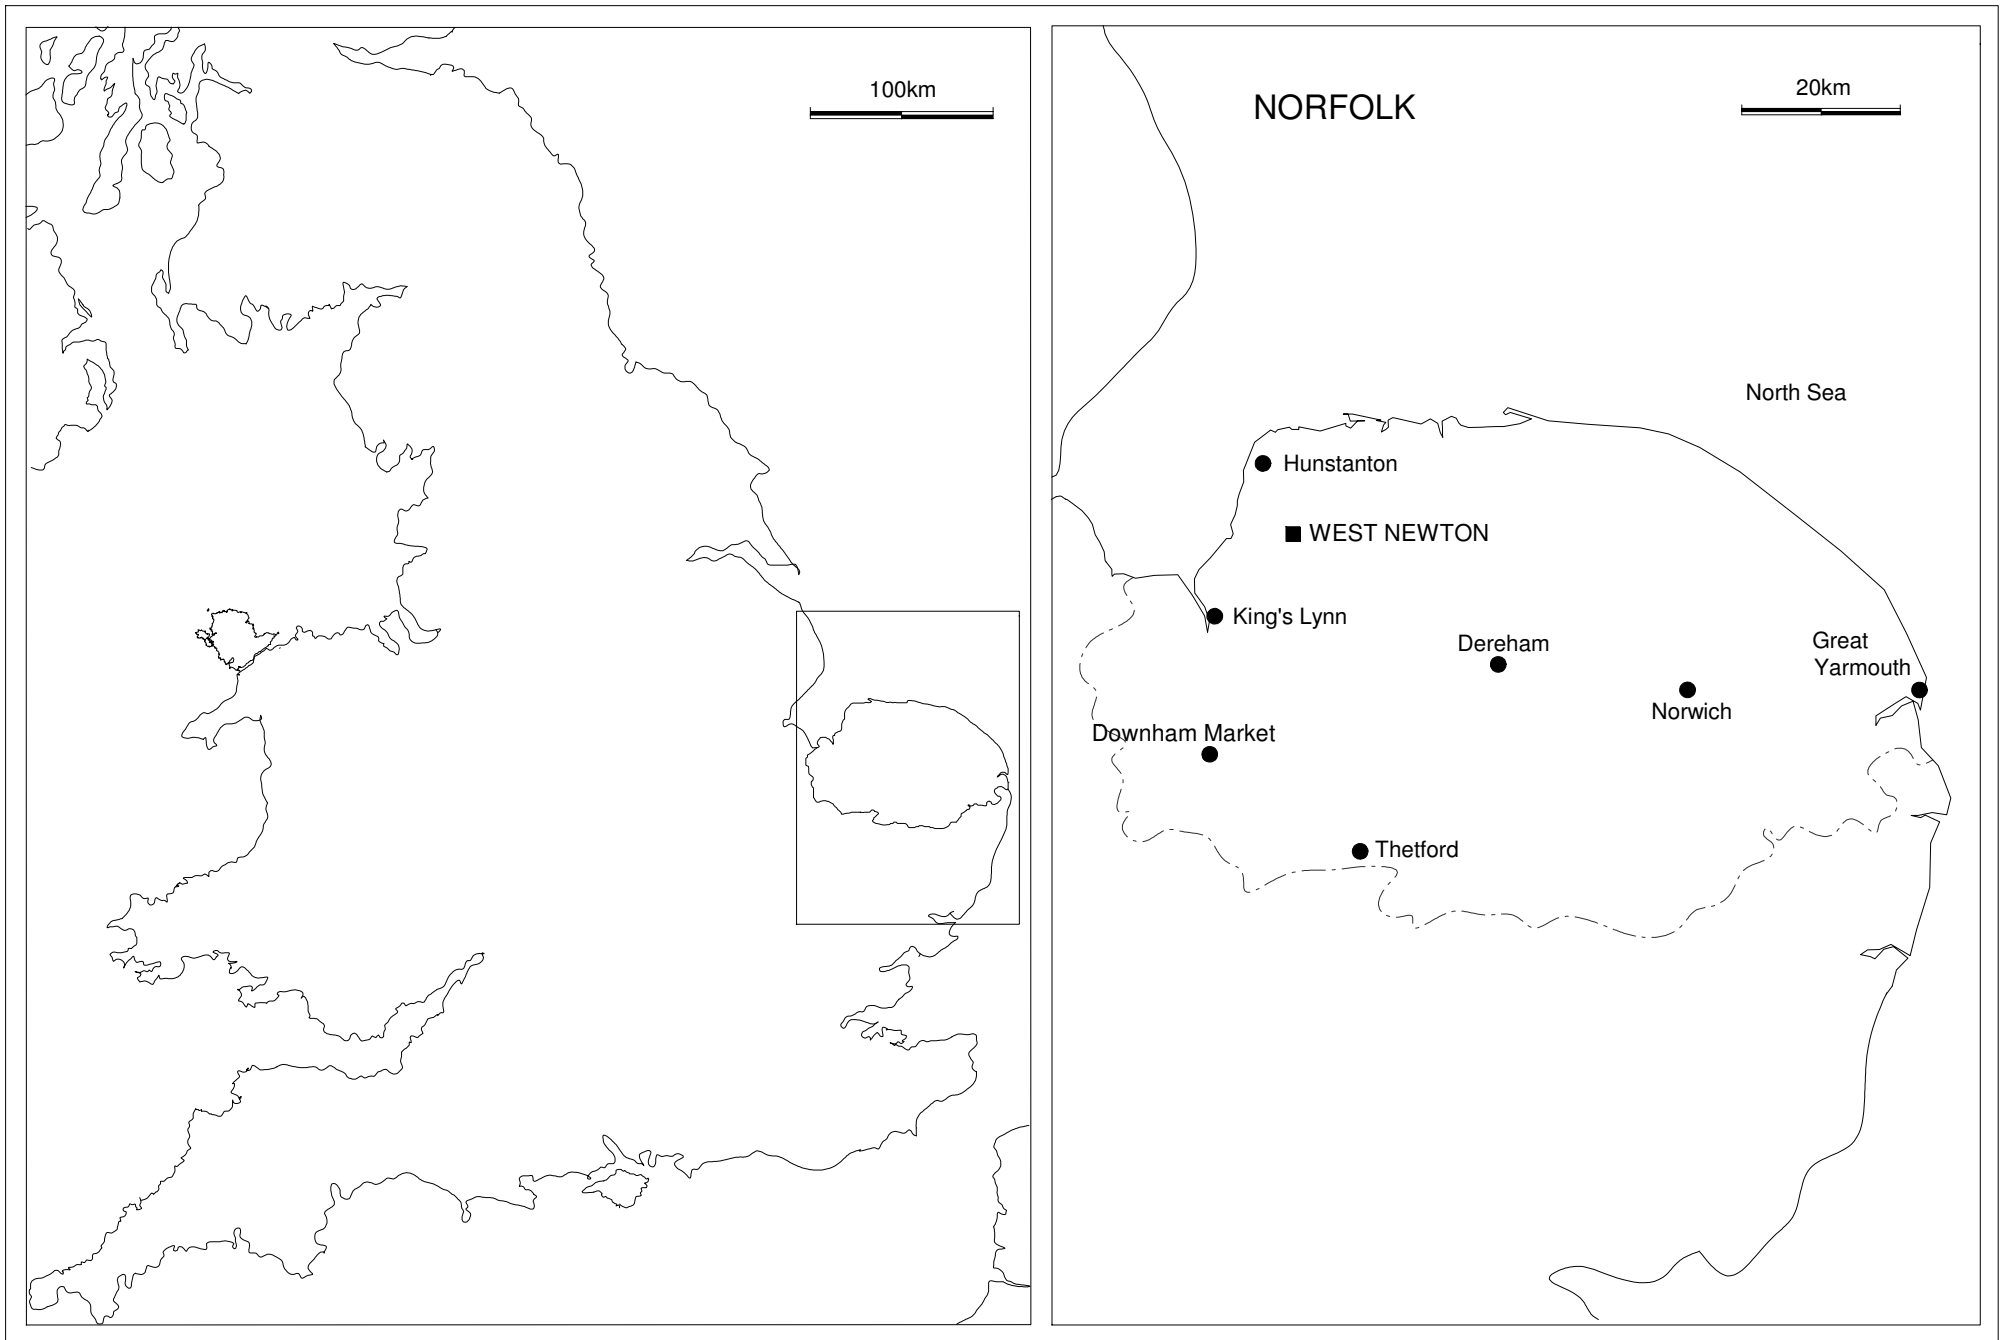 100km
NORFOLK
20km
North Sea
Hunstanton
WEST NEWTON
King's Lynn
Dereham
Great
Yarmouth
Norwich
Downham Market
Thetford